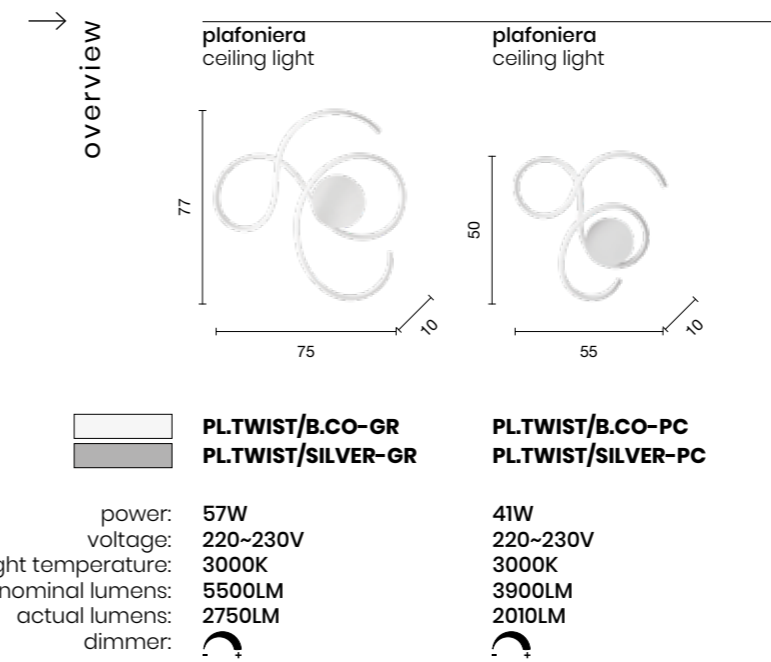 overview
plafoniera
ceiling light
77
75
10
plafoniera
ceiling light
50
55
10
PL.TWIST/B.CO-GR PL.TWIST/B.CO-PC
PL.TWIST/SILVER-GR PL.TWIST/SILVER-PC
power: 57W 41W
voltage: 220~230V 220~230V
ght temperature: 3000K 3000K
nominal lumens: 5500LM 3900LM
actual lumens: 2750LM 2010LM
dimmer: - + - +